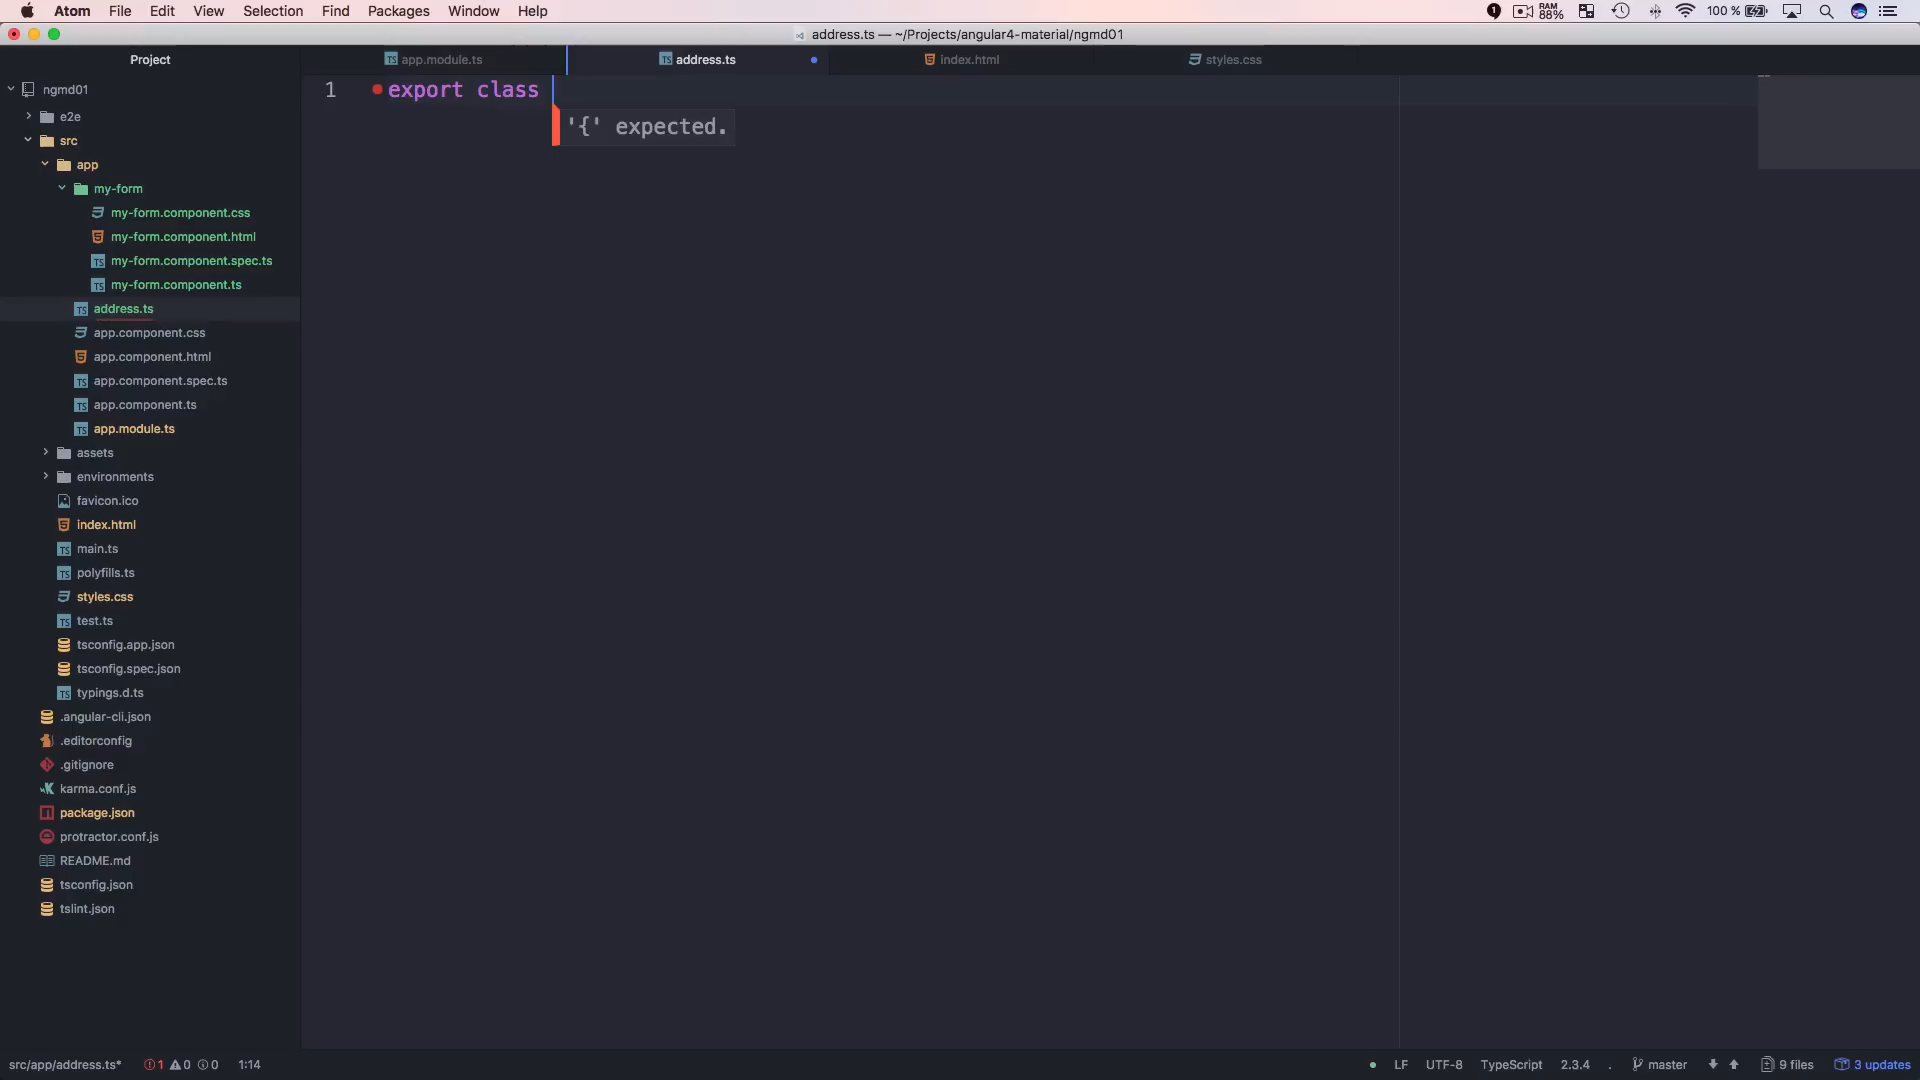 Atom File Edit View Selection Find Packages Window Help
RAM 88% 100 %
address.ts — ~/Projects/angular4-material/ngmd01
Project
app.module.ts address.ts index.html styles.css
ngmd01
e2e
src
app
my-form
my-form.component.css
my-form.component.html
my-form.component.spec.ts
my-form.component.ts
address.ts
app.component.css
app.component.html
app.component.spec.ts
app.component.ts
app.module.ts
assets
environments
favicon.ico
index.html
main.ts
polyfills.ts
styles.css
test.ts
tsconfig.app.json
tsconfig.spec.json
typings.d.ts
.angular-cli.json
.editorconfig
.gitignore
karma.conf.js
package.json
protractor.conf.js
README.md
tsconfig.json
tslint.json
1 export class
'{' expected.
src/app/address.ts* 1 0 0 1:14 LF UTF-8 TypeScript 2.3.4 . master 9 files 3 updates